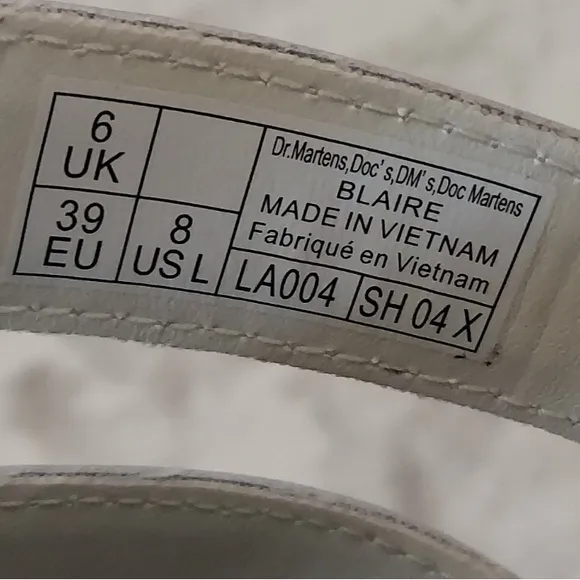 6
UK
39
EU
8
US L
Dr.Martens,Doc's,DM's,Doc Martens
BLAIRE
MADE IN VIETNAM
Fabriqué en Vietnam
LA004
SH 04 X